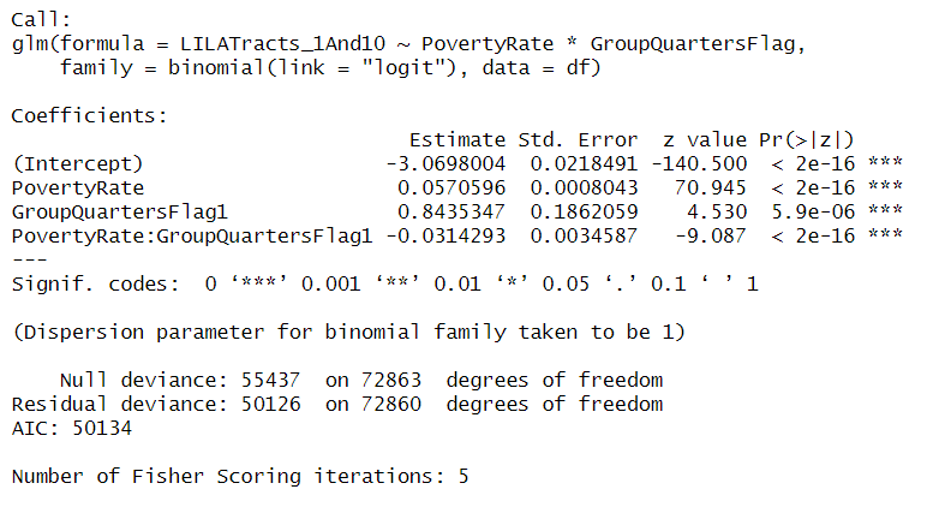 Call:
glm(formula = LILATracts_1And10 ~ PovertyRate * GroupQuartersFlag,
    family = binomial(link = "logit"), data = df)

Coefficients:
                                 Estimate Std. Error  z value Pr(>|z|)
(Intercept)                    -3.0698004  0.0218491 -140.500  < 2e-16 ***
PovertyRate                     0.0570596  0.0008043   70.945  < 2e-16 ***
GroupQuartersFlag1              0.8435347  0.1862059    4.530  5.9e-06 ***
PovertyRate:GroupQuartersFlag1 -0.0314293  0.0034587   -9.087  < 2e-16 ***
---
Signif. codes:  0 ‘***’ 0.001 ‘**’ 0.01 ‘*’ 0.05 ‘.’ 0.1 ‘ ’ 1

(Dispersion parameter for binomial family taken to be 1)

    Null deviance: 55437  on 72863  degrees of freedom
Residual deviance: 50126  on 72860  degrees of freedom
AIC: 50134

Number of Fisher Scoring iterations: 5